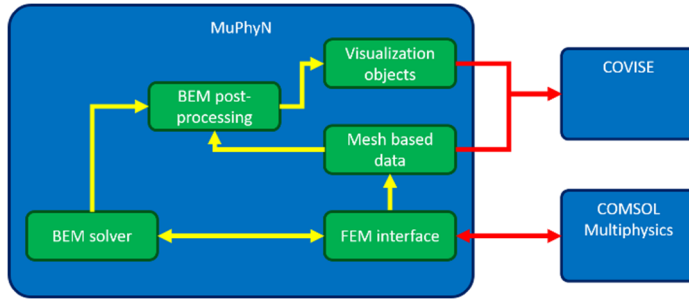 MuPhyN
Visualization
objects
COVISE
BEM post-
processing
Mesh based
data
BEM solver
FEM interface
COMSOL
Multiphysics